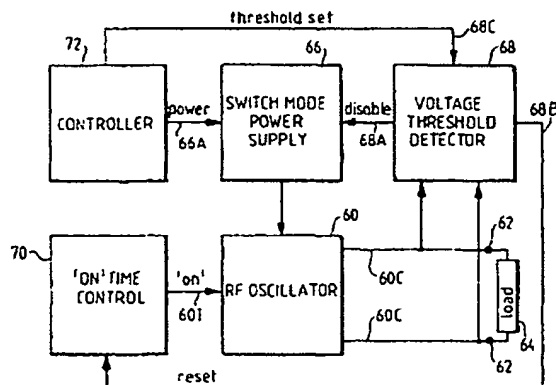 threshold set
72
66
68C
68
CONTROLLER
power
66A
SWITCH MODE
POWER
SUPPLY
disable
68A
VOLTAGE
THRESHOLD
DETECTOR
68B
70
60
62
'ON' TIME
CONTROL
'on'
60I
RF OSCILLATOR
60C
60C
load
64
62
reset